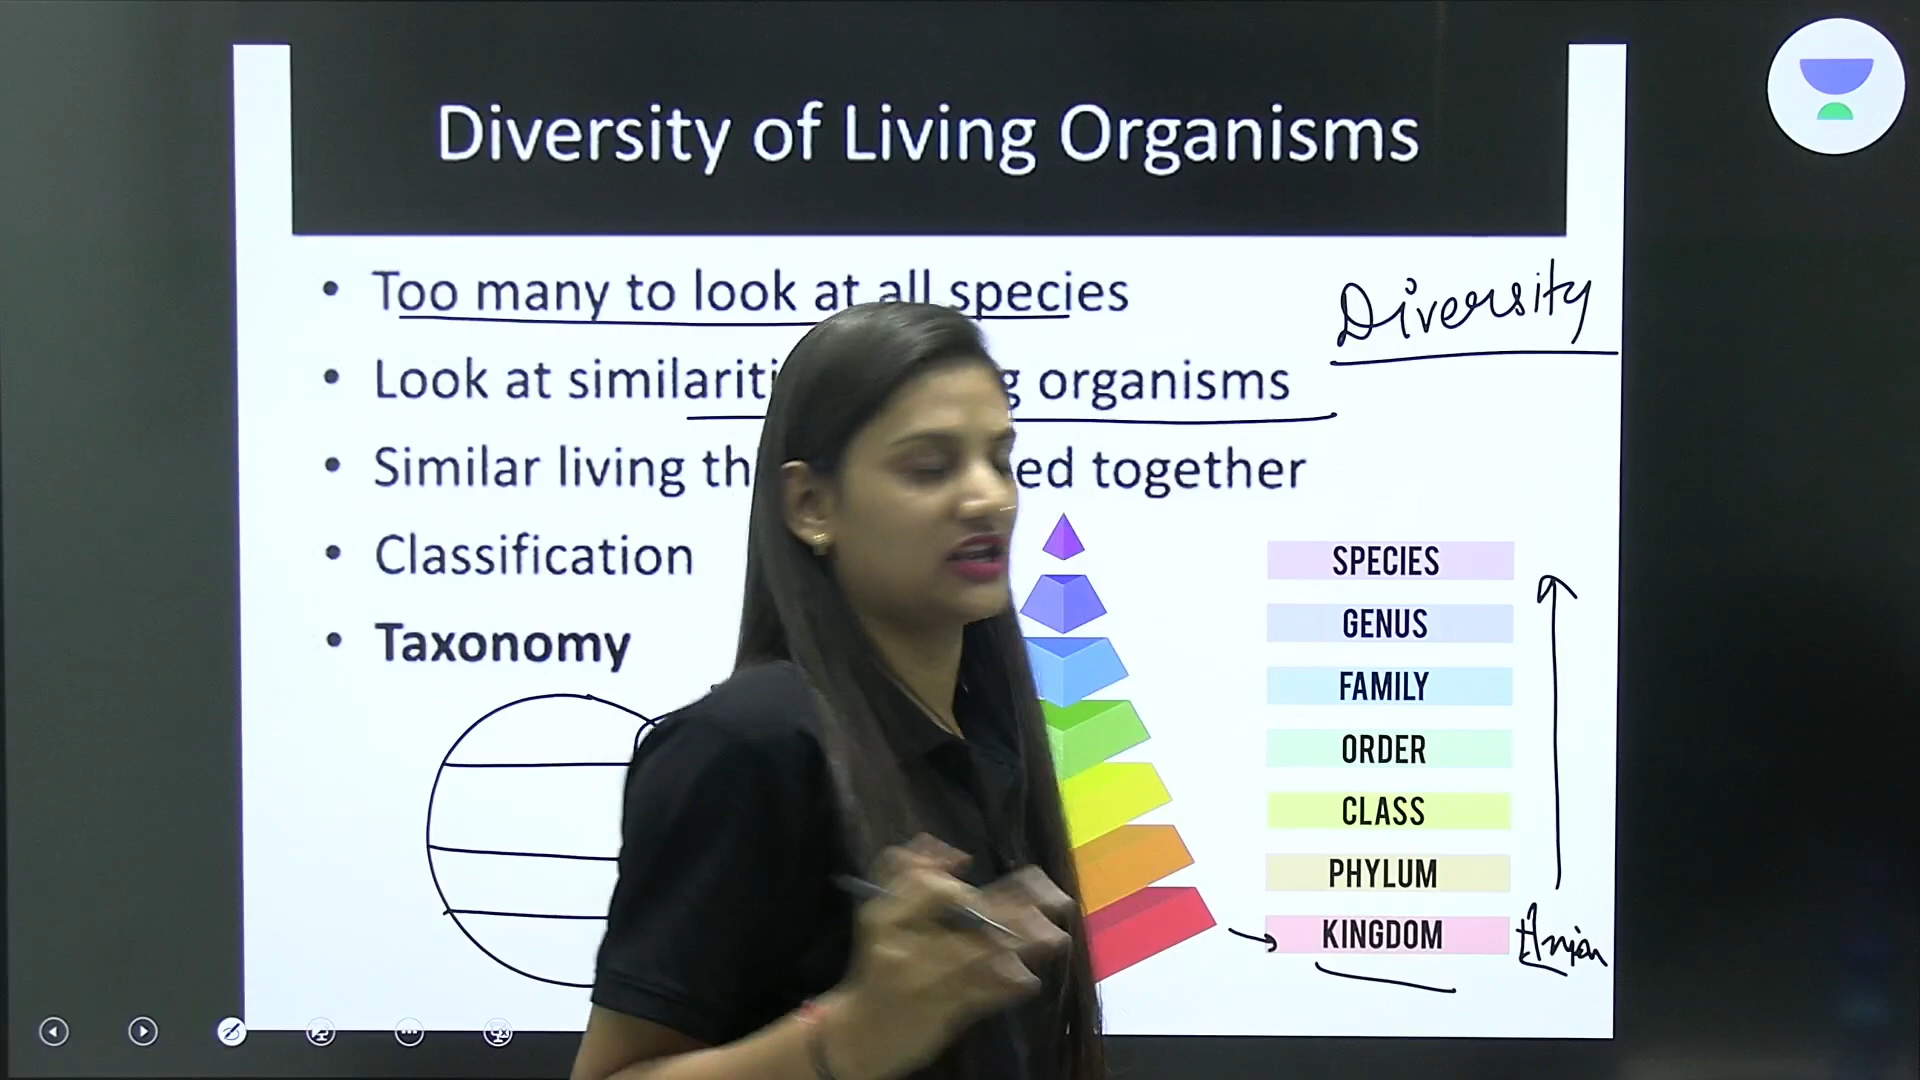 Diversity of Living Organisms
• Too many to look at all species
Diversity
• Look at similariti g organisms
• Similar living th ed together
• Classification
• Taxonomy
SPECIES
GENUS
FAMILY
ORDER
CLASS
PHYLUM
KINGDOM